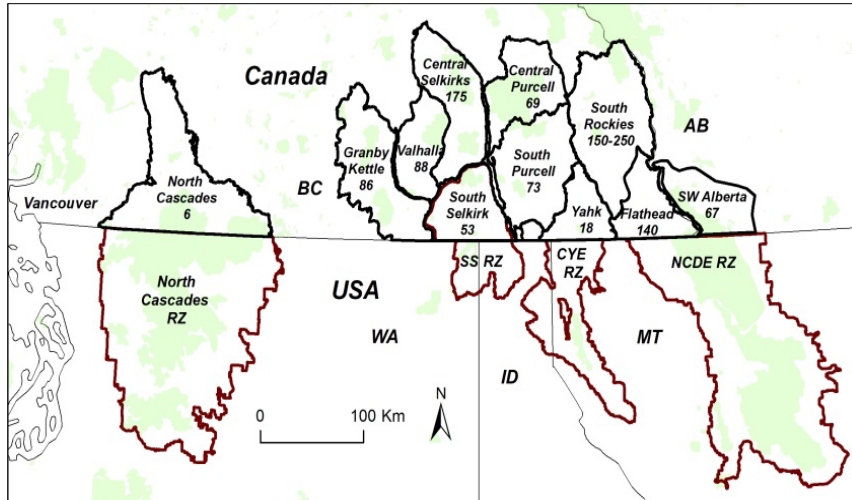 Canada
Central
Selkirks
175
Central
Purcell
69
South
Rockies
150-250
AB
Granby
Kettle
86
Valhalla
88
BC
North
Cascades
6
South
Purcell
73
South
Selkirk
53
Yahk
18
Flathead
140
SW Alberta
67
Vancouver
North
Cascades
RZ
USA
WA
SS RZ
CYE
RZ
NCDE RZ
ID
MT
N
0 100 Km